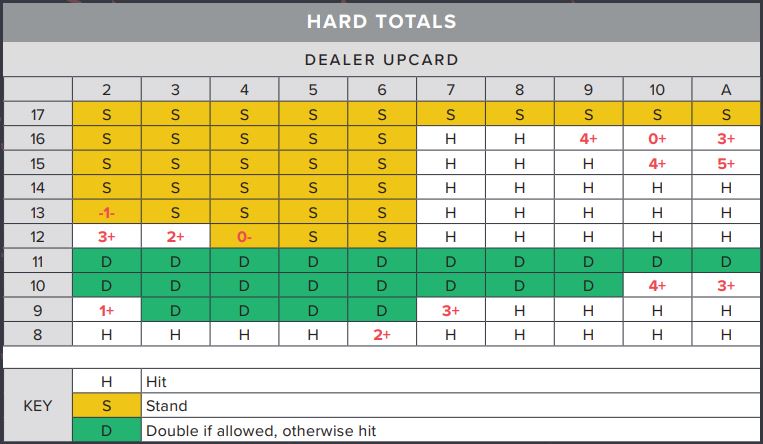 HARD TOTALS
DEALER UPCARD
2 3 4 5 6 7 8 9 10 A
17 S S S S S S S S S S
16 S S S S S H H 4+ 0+ 3+
15 S S S S S H H H 4+ 5+
14 S S S S S H H H H H
13 -1- S S S S H H H H H
12 3+ 2+ 0- S S H H H H H
11 D D D D D D D D D D
10 D D D D D D D D 4+ 3+
9 1+ D D D D 3+ H H H H
8 H H H H 2+ H H H H H
KEY
H Hit
S Stand
D Double if allowed, otherwise hit